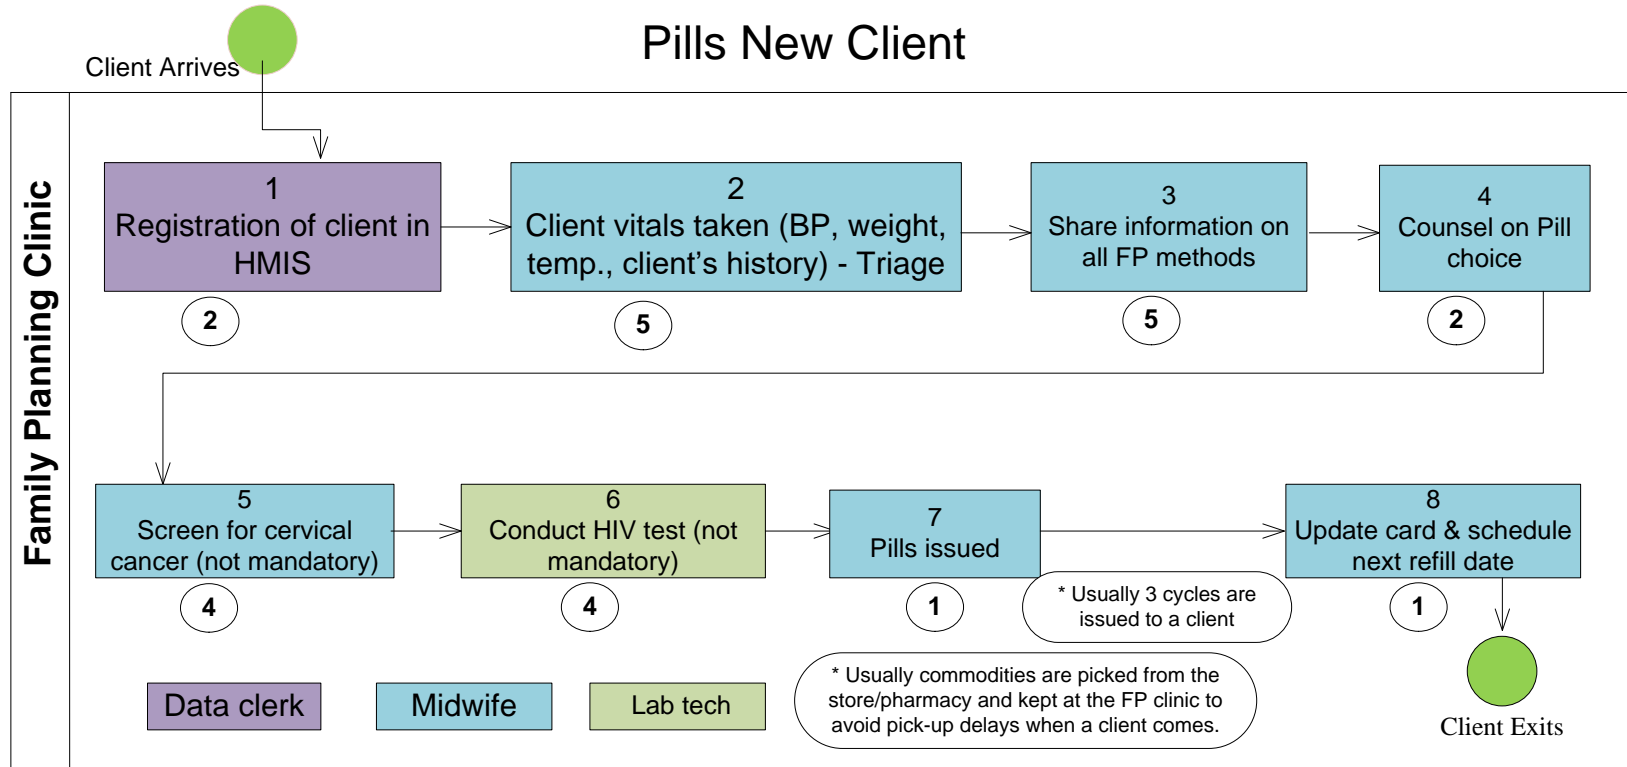 Pills New Client
Client Arrives
Family Planning Clinic
1
Registration of client in
HMIS
2
2
Client vitals taken (BP, weight,
temp., client's history) - Triage
5
3
Share information on
all FP methods
5
4
Counsel on Pill
choice
2
5
Screen for cervical
cancer (not mandatory)
4
6
Conduct HIV test (not
mandatory)
4
7
Pills issued
1
* Usually 3 cycles are
issued to a client
8
Update card & schedule
next refill date
1
Data clerk
Midwife
Lab tech
* Usually commodities are picked from the
store/pharmacy and kept at the FP clinic to
avoid pick-up delays when a client comes.
Client Exits